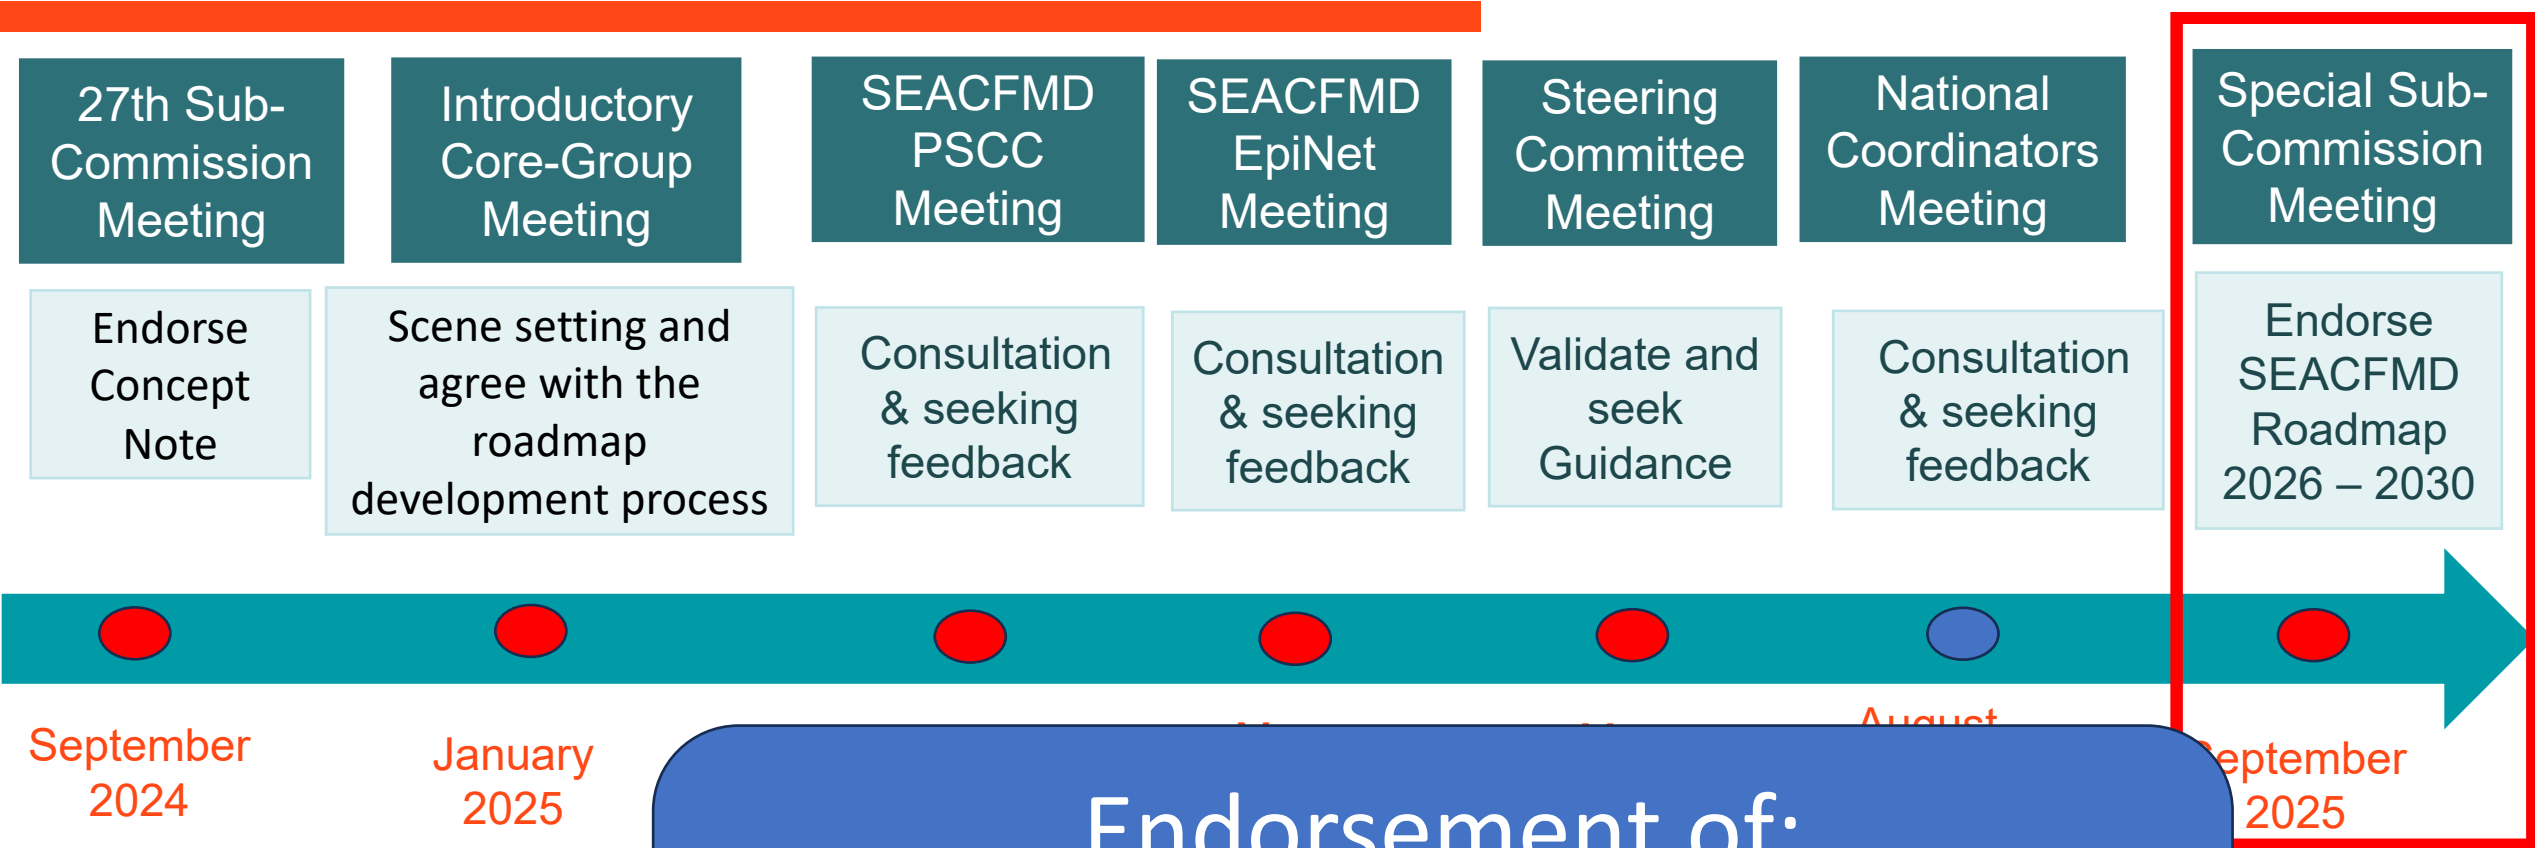 27th Sub-
Commission
Meeting
Introductory
Core-Group
Meeting
SEACFMD
PSCC
Meeting
SEACFMD
EpiNet
Meeting
Steering
Committee
Meeting
National
Coordinators
Meeting
Special Sub-
Commission
Meeting
Endorse
Concept
Note
Scene setting and
agree with the
roadmap
development process
Consultation
& seeking
feedback
Consultation
& seeking
feedback
Validate and
seek
Guidance
Consultation
& seeking
feedback
Endorse
SEACFMD
Roadmap
2026 – 2030
September
2024
January
2025
August
September
2025
Endorsement of: